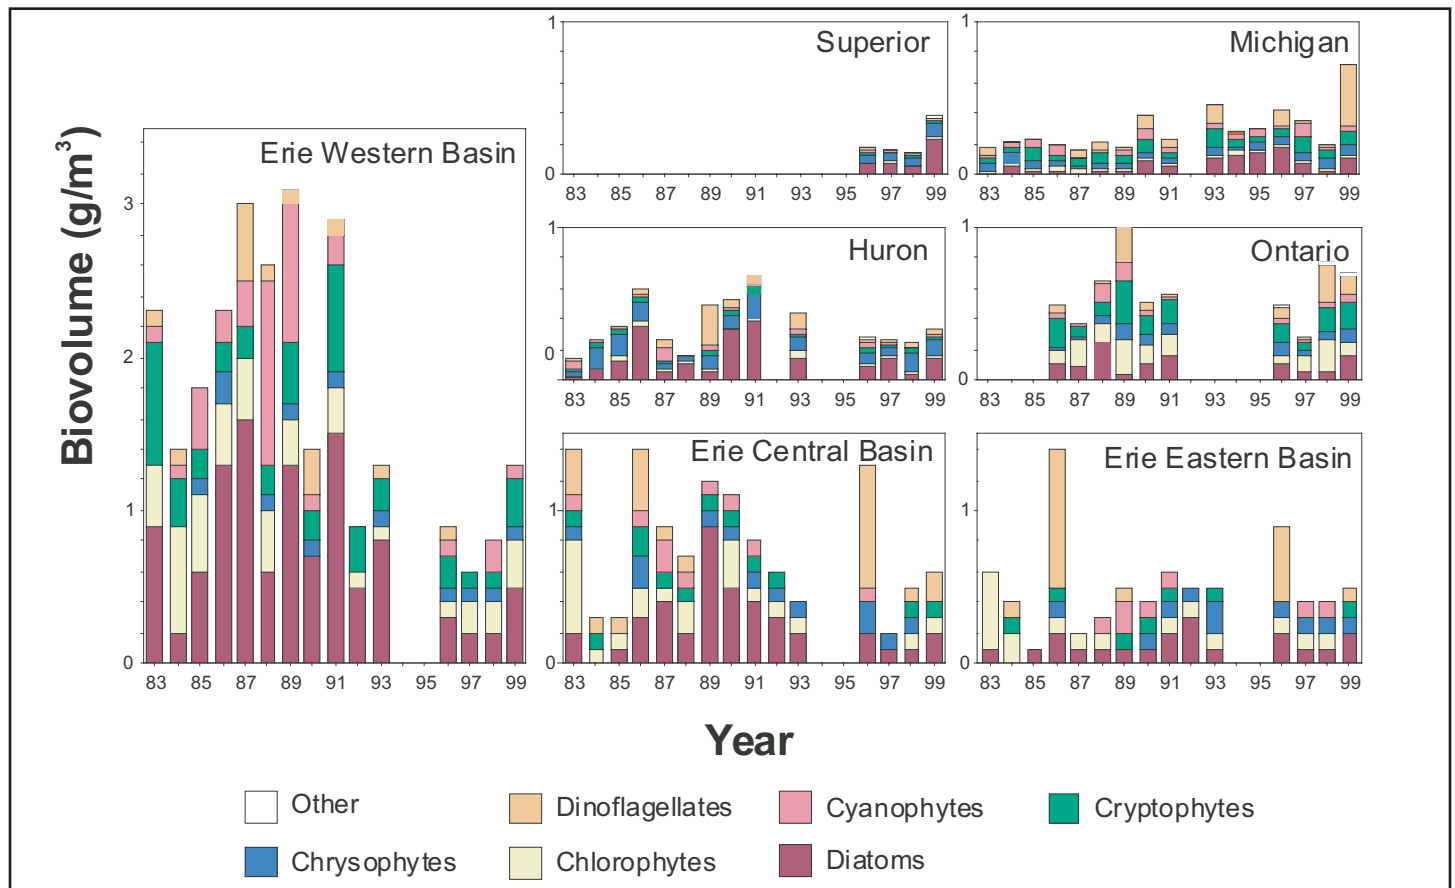 Biovolume (g/m3)
Erie Western Basin
3
2
1
0
83 85 87 89 91 93 95 97 99
Superior
1
0
83 85 87 89 91 93 95 97 99
Michigan
1
0
83 85 87 89 91 93 95 97 99
Huron
1
0
83 85 87 89 91 93 95 97 99
Ontario
1
0
83 85 87 89 91 93 95 97 99
Erie Central Basin
1
0
83 85 87 89 91 93 95 97 99
Erie Eastern Basin
1
0
83 85 87 89 91 93 95 97 99
Year
Other Dinoflagellates Cyanophytes Cryptophytes
Chrysophytes Chlorophytes Diatoms